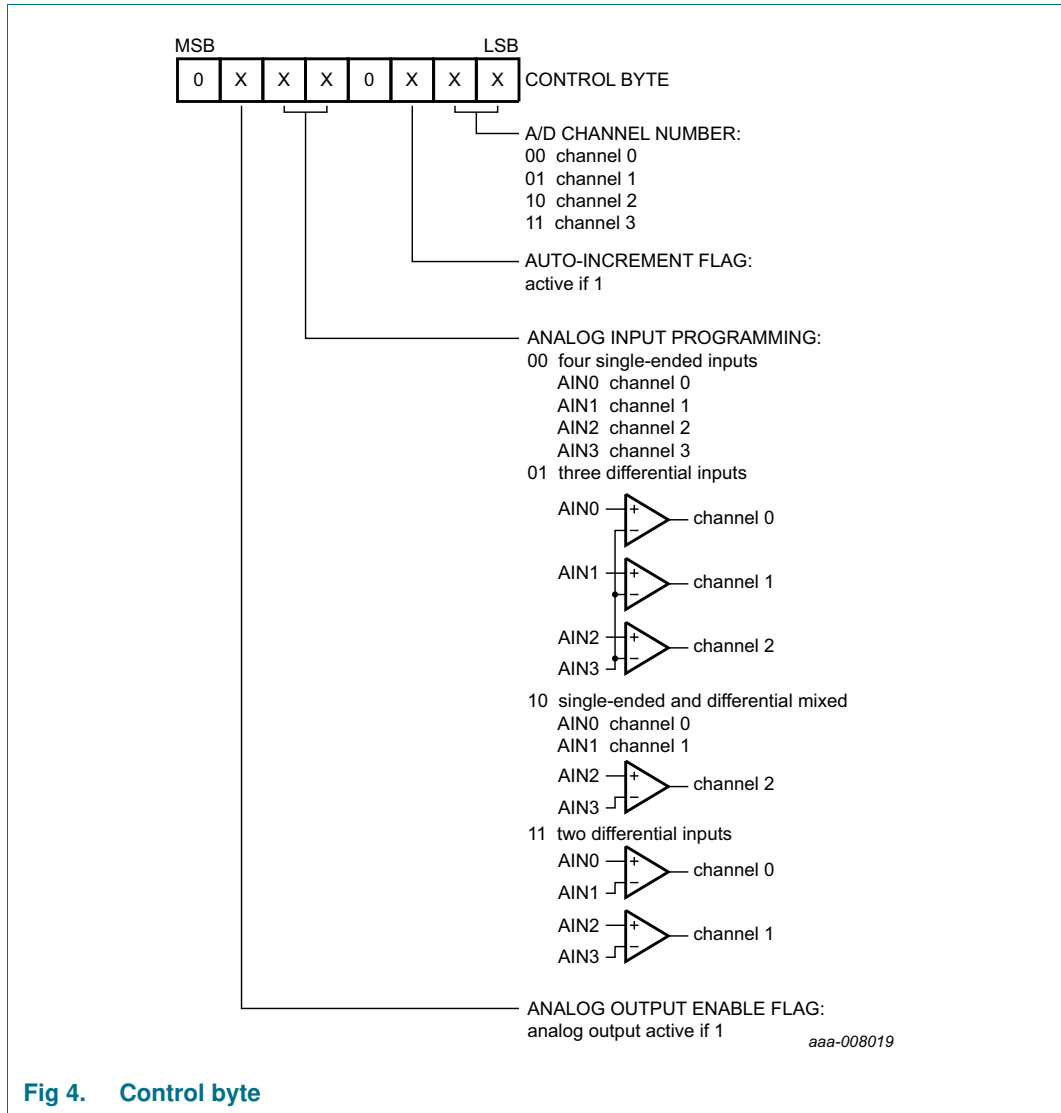 MSB LSB
0 X X X 0 X X X CONTROL BYTE
A/D CHANNEL NUMBER:
00 channel 0
01 channel 1
10 channel 2
11 channel 3
AUTO-INCREMENT FLAG:
active if 1
ANALOG INPUT PROGRAMMING:
00 four single-ended inputs
AIN0 channel 0
AIN1 channel 1
AIN2 channel 2
AIN3 channel 3
01 three differential inputs
AIN0 + − channel 0
AIN1 + − channel 1
AIN2 + − channel 2
AIN3
10 single-ended and differential mixed
AIN0 channel 0
AIN1 channel 1
AIN2 + − channel 2
AIN3
11 two differential inputs
AIN0 + − channel 0
AIN1
AIN2 + − channel 1
AIN3
ANALOG OUTPUT ENABLE FLAG:
analog output active if 1
aaa-008019
Fig 4. Control byte